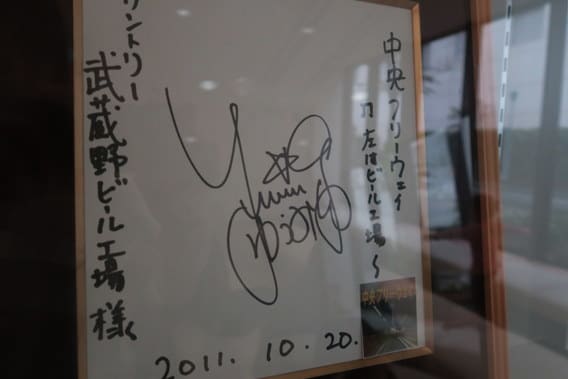 中央フリーウェイ
♪左はビール工場〜
ントリー
武蔵野ビール工場様
2011. 10. 20.